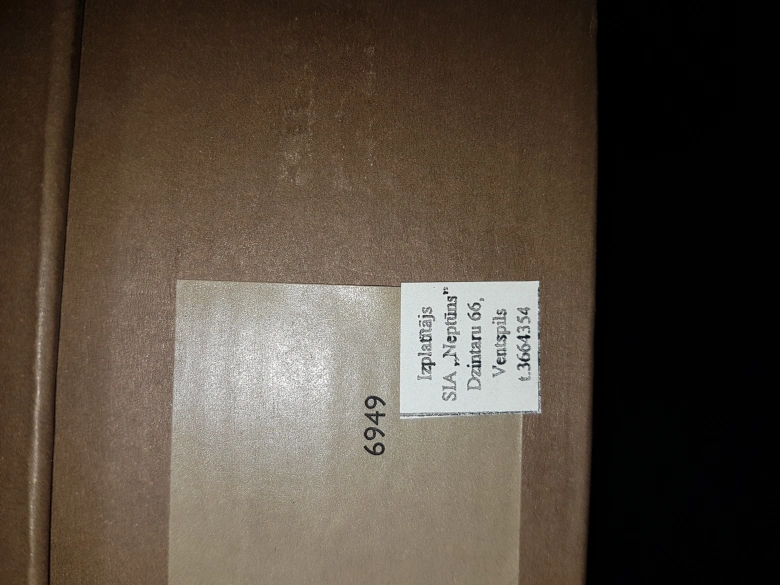 6949
Izplatītājs
SIA „Neptūns”
Dzintaru 66,
Ventspils
t.3664354